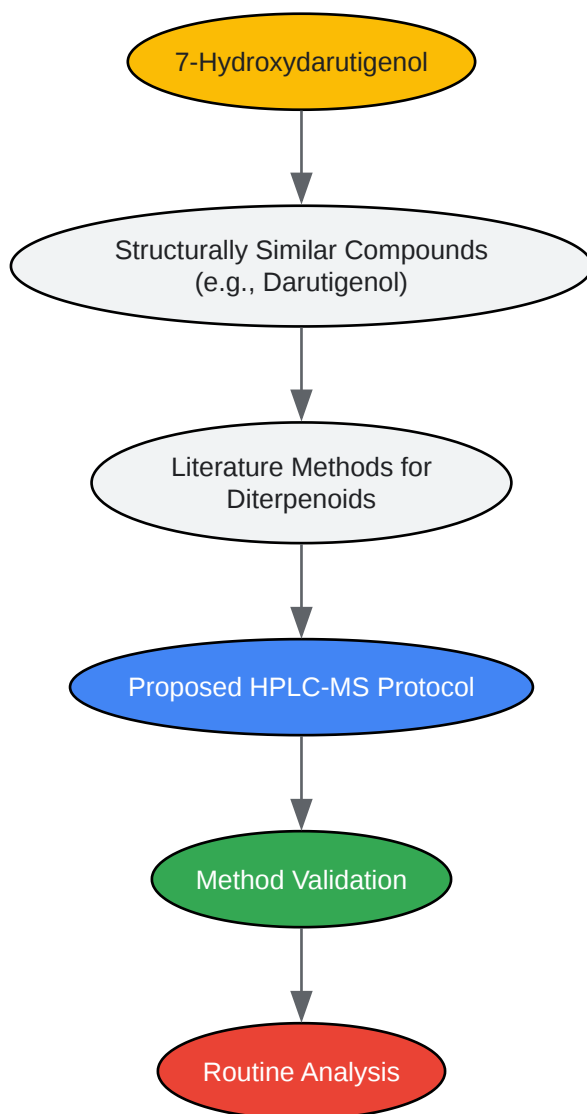 7-Hydroxydarutigenol
Structurally Similar Compounds
(e.g., Darutigenol)
Literature Methods for
Diterpenoids
Proposed HPLC-MS Protocol
Method Validation
Routine Analysis